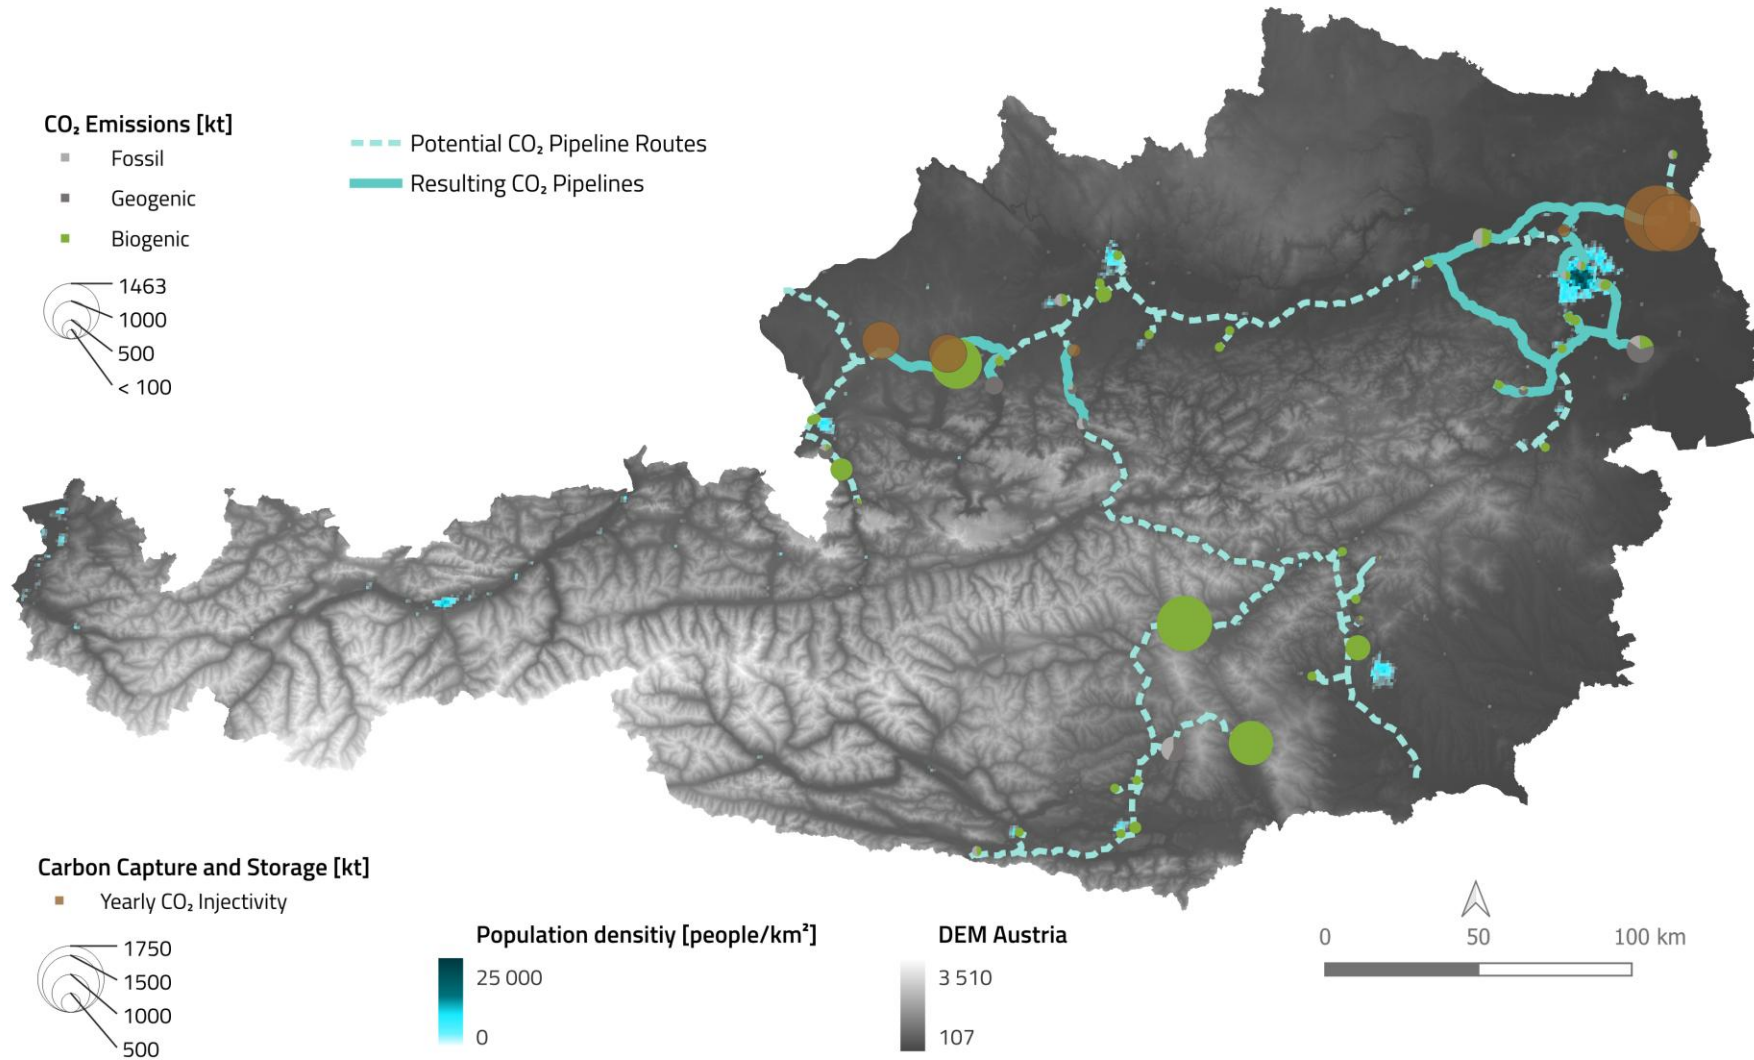 CO₂ Emissions [kt]
Fossil
Geogenic
Biogenic
1463
1000
500
< 100
Potential CO₂ Pipeline Routes
Resulting CO₂ Pipelines
Carbon Capture and Storage [kt]
Yearly CO₂ Injectivity
1750
1500
1000
500
Population densitiy [people/km²]
25 000
0
DEM Austria
3 510
107
0 50 100 km